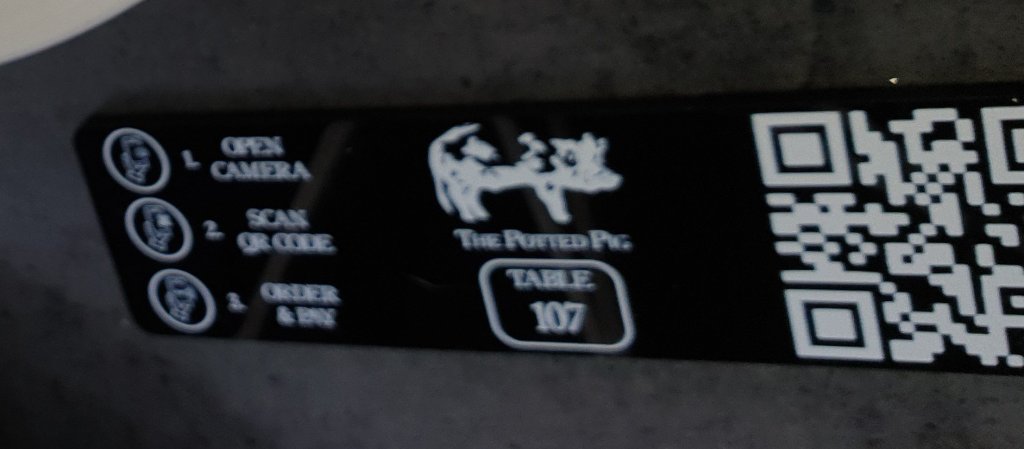 1. OPEN
CAMERA
2. SCAN
QR CODE
3. ORDER
& PAY
THE POTTED PIG
TABLE
107